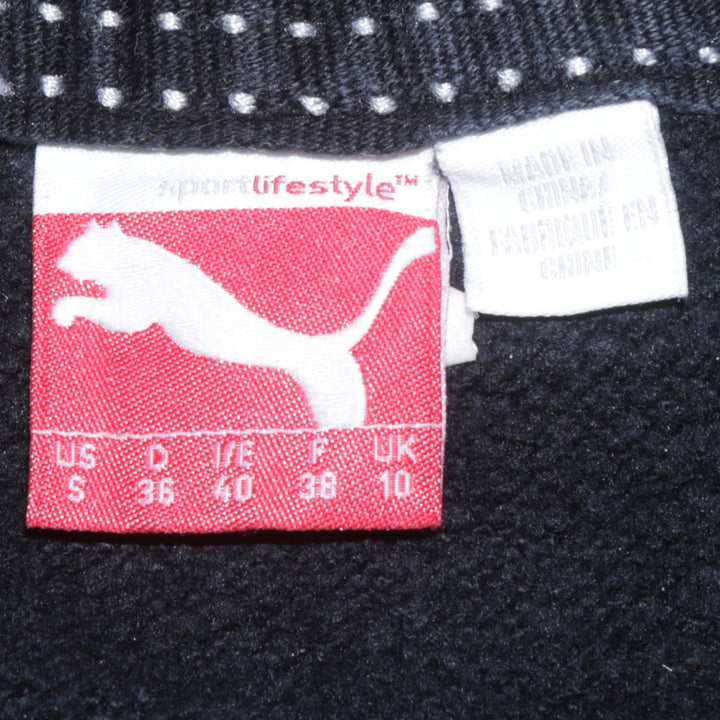 sportlifestyle™
MADE IN
CHINA/
FABRIQUÉ EN
CHINE
US D I/E F UK
S 36 40 38 10